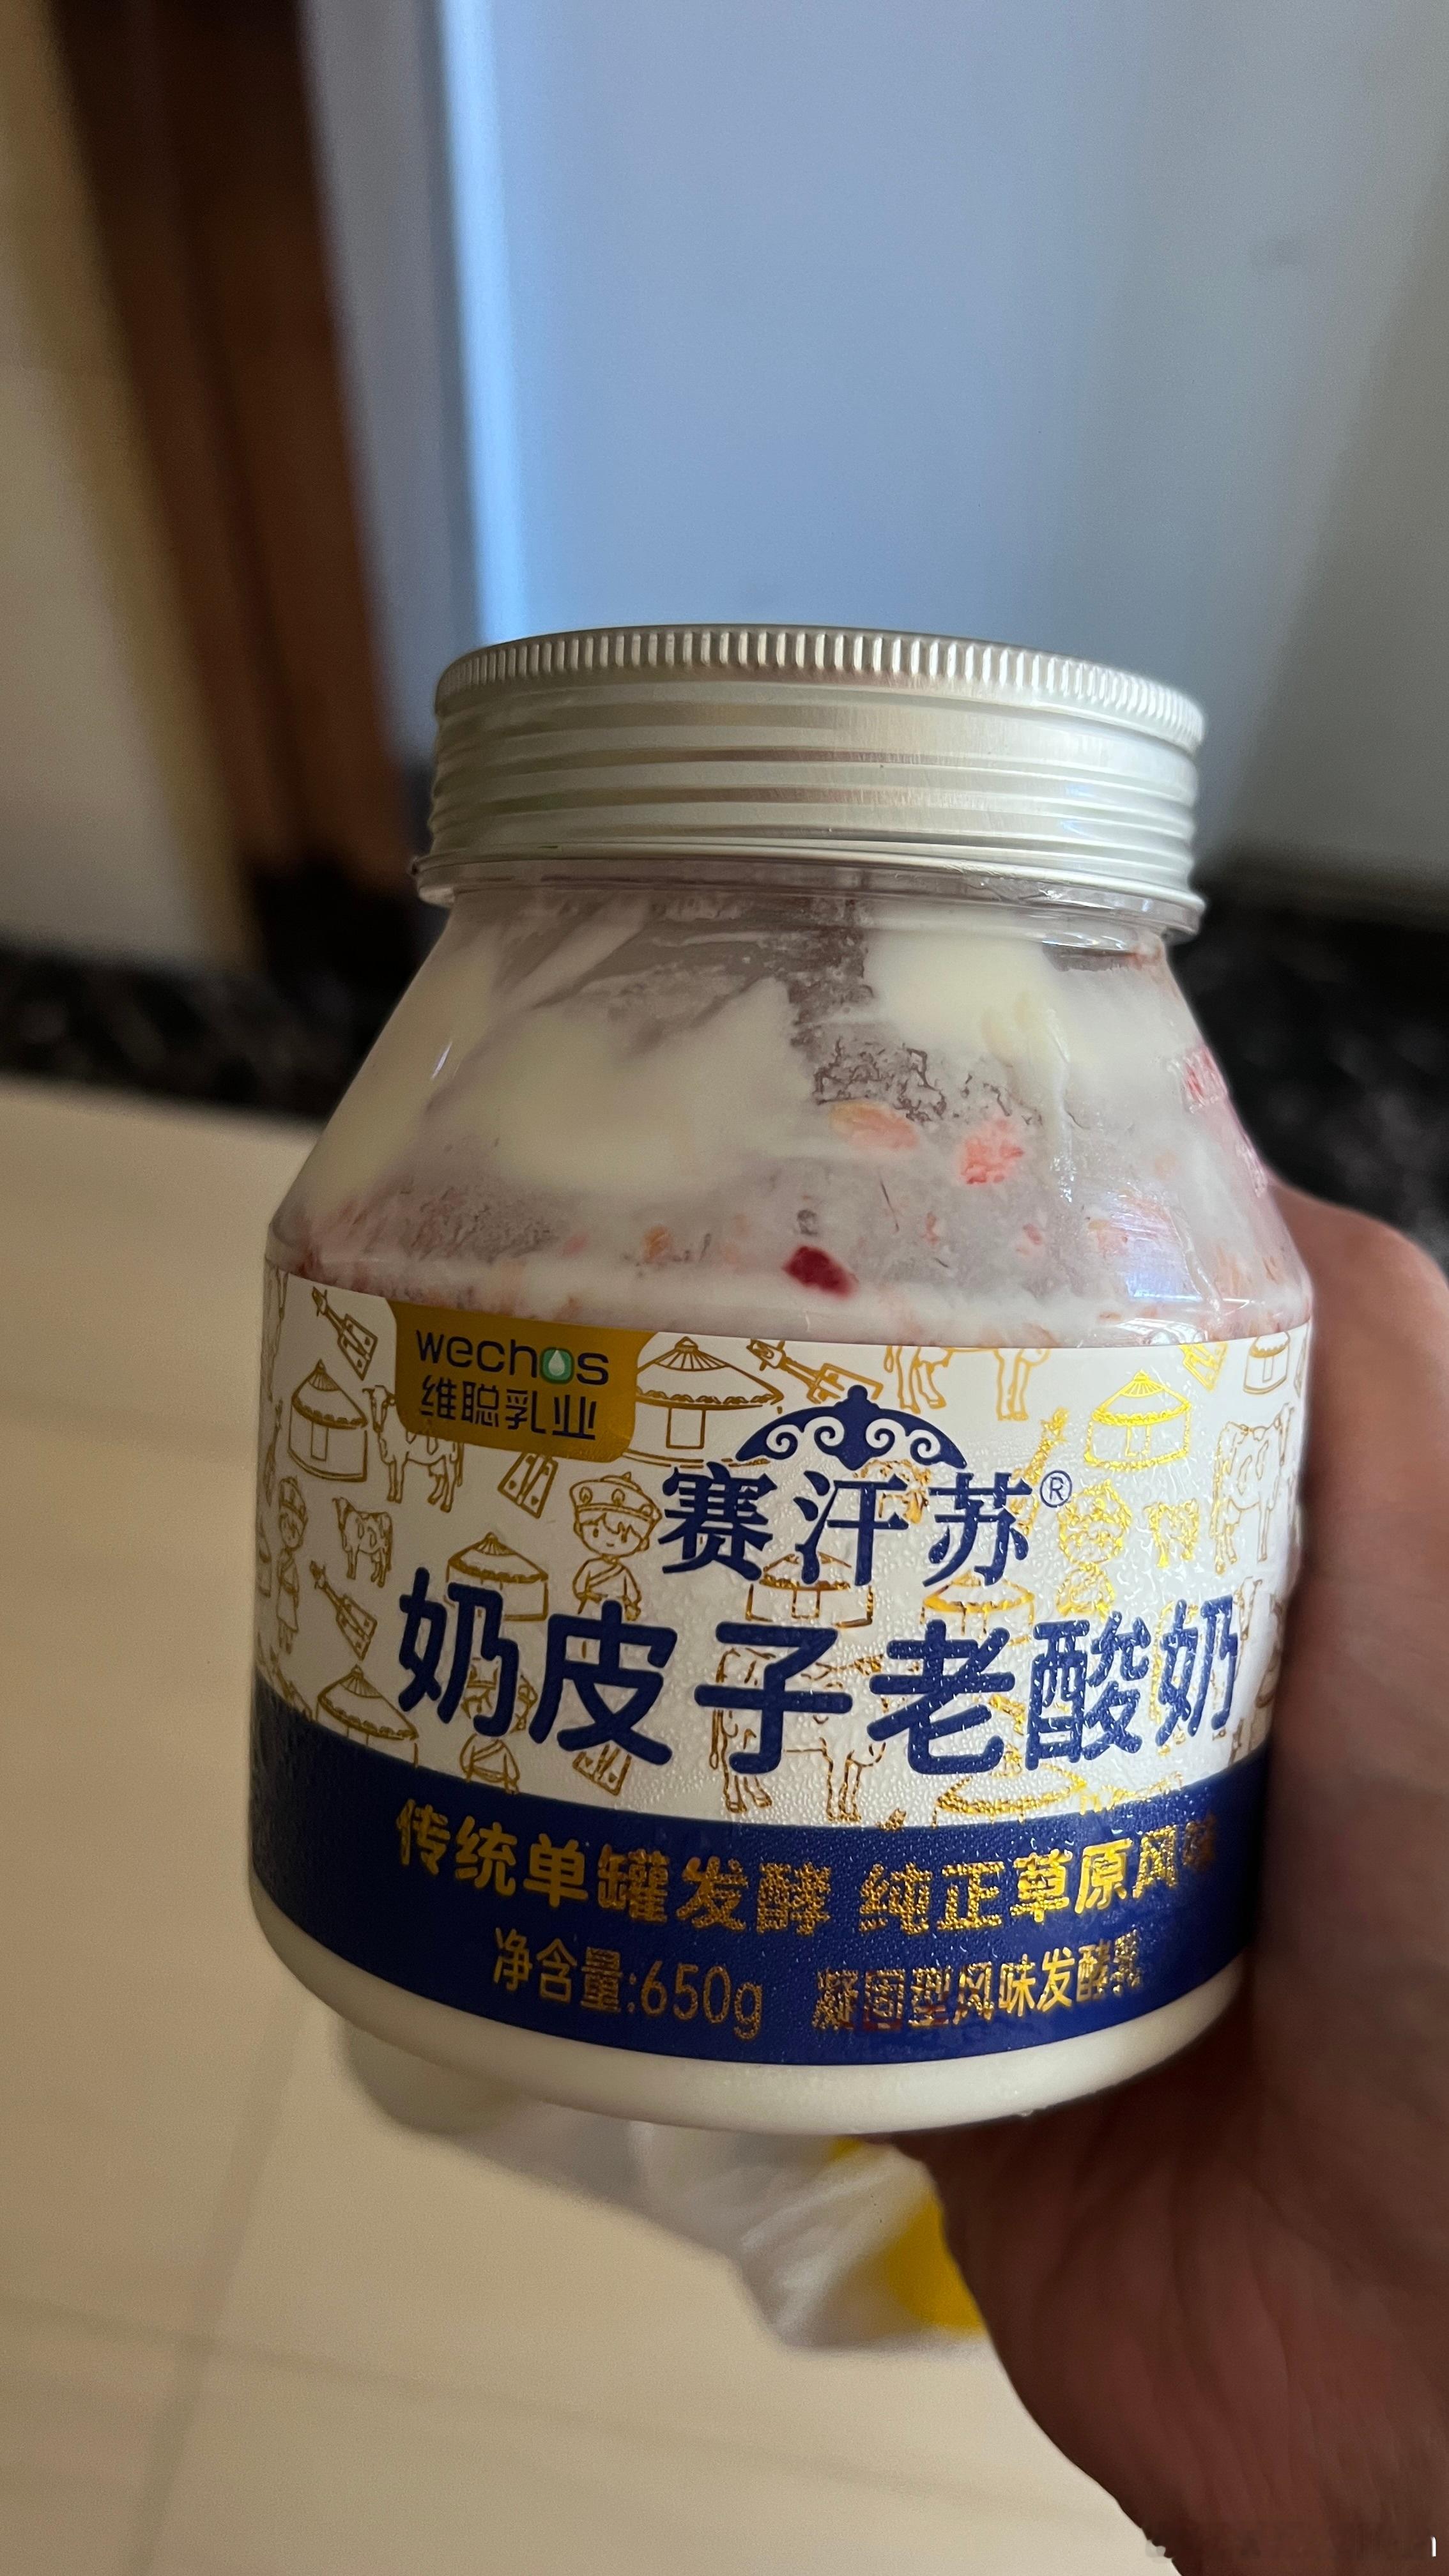 wechos
维聪乳业
赛汗苏®
奶皮子老酸奶
传统单罐发酵 纯正草原风味
净含量:650g 凝固型风味发酵乳